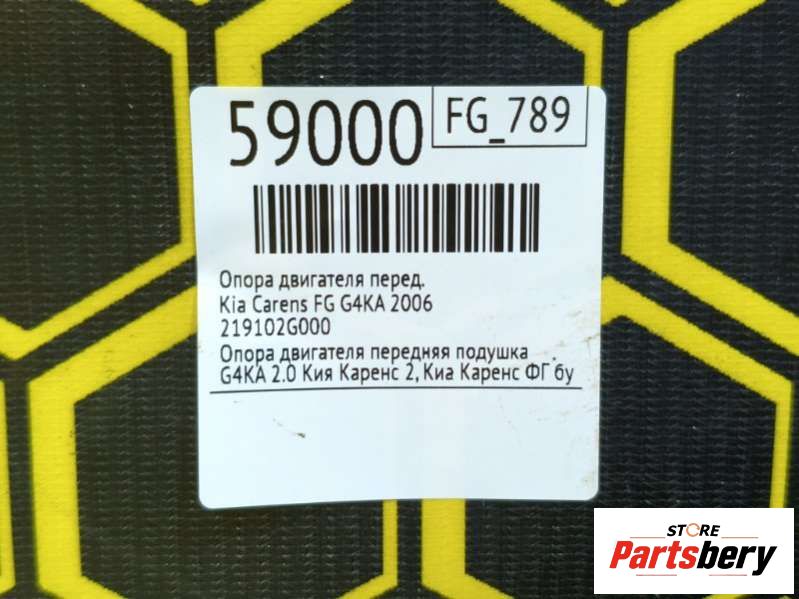 59000
FG_789
Опора двигателя перед.
Kia Carens FG G4KA 2006
219102G000
Опора двигателя передняя подушка
G4KA 2.0 Кия Каренс 2, Киа Каренс ФГ бу
STORE
Partsbery